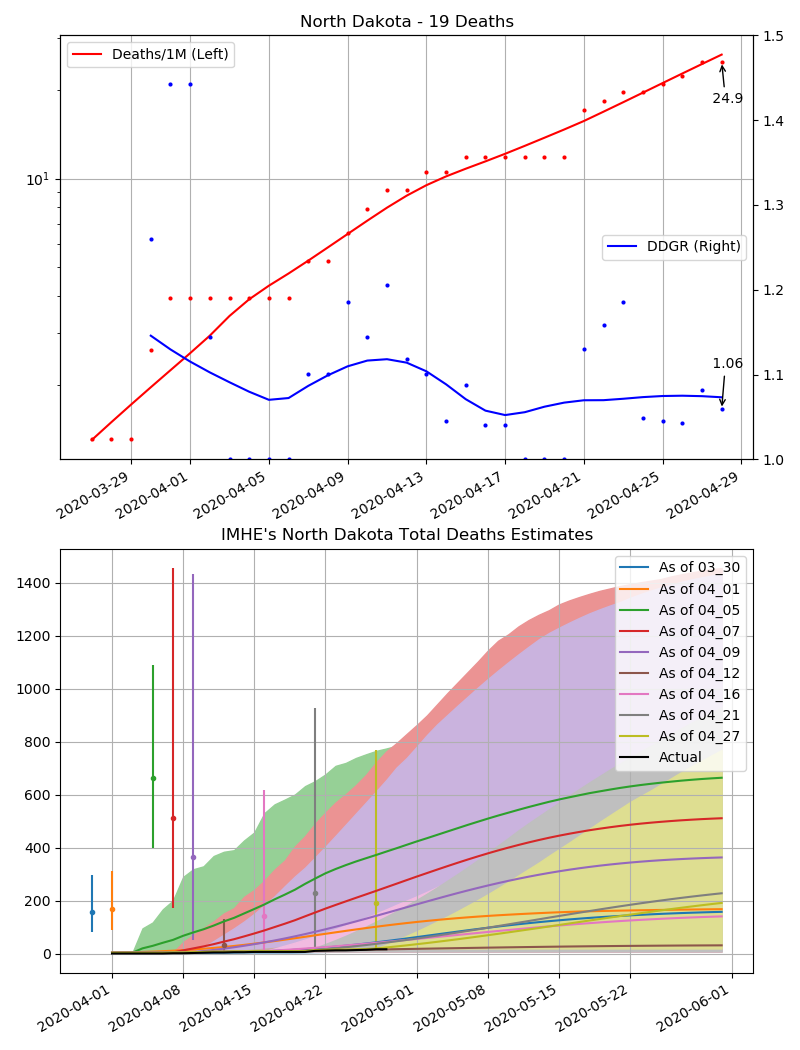 North Dakota - 19 Deaths
Deaths/1M (Left)
1.5
24.9
1.4
10¹
1.3
DDGR (Right)
1.2
1.06
1.1
1.0
2020-03-29
2020-04-01
2020-04-05
2020-04-09
2020-04-13
2020-04-17
2020-04-21
2020-04-25
2020-04-29
IMHE's North Dakota Total Deaths Estimates
1400
1200
1000
800
600
400
200
0
As of 03_30
As of 04_01
As of 04_05
As of 04_07
As of 04_09
As of 04_12
As of 04_16
As of 04_21
As of 04_27
Actual
2020-04-01
2020-04-08
2020-04-15
2020-04-22
2020-05-01
2020-05-08
2020-05-15
2020-05-22
2020-06-01